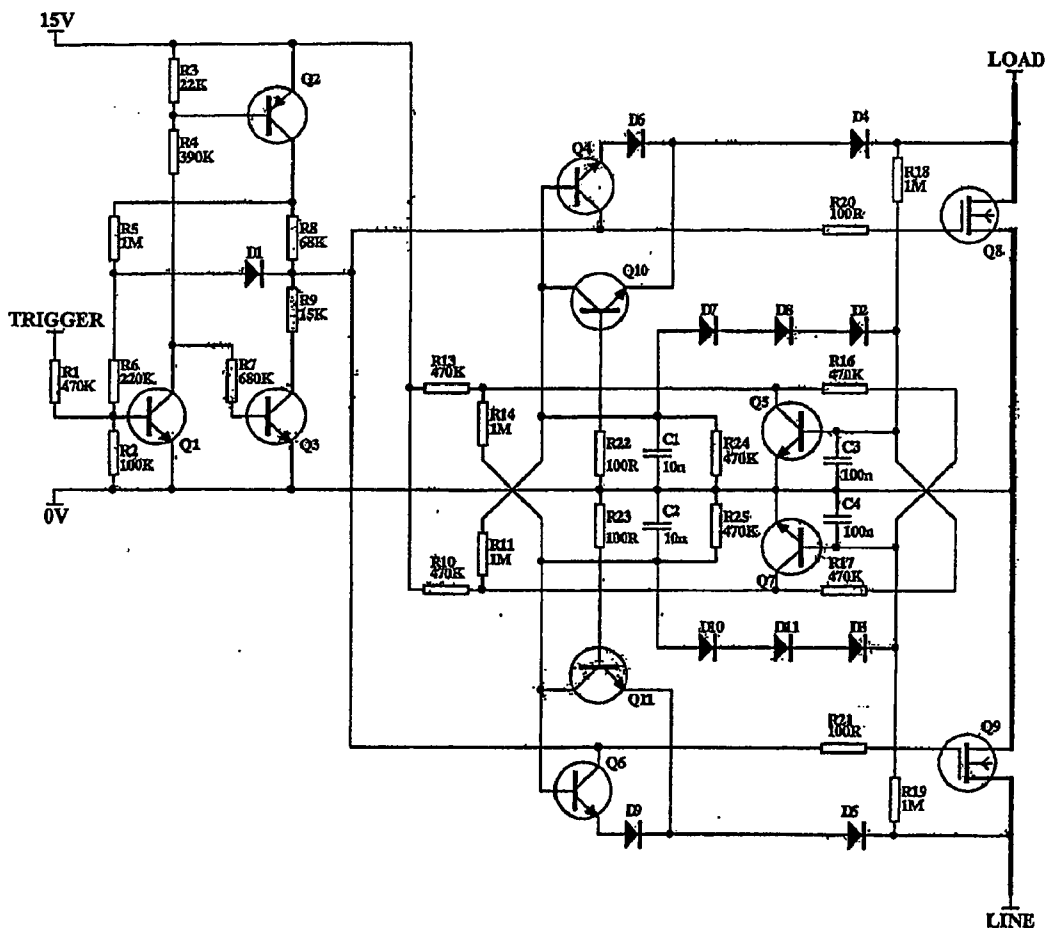 15V
LOAD
R3
22K
Q2
R4
390K
D6
D4
Q4
R18
1M
R20
100R
Q8
R5
1M
R8
68K
D1
Q10
R9
15K
TRIGGER
D7
D8
D2
R1
470K
R6
220K
R7
680K
R13
470K
R16
470K
Q1
Q3
R14
1M
Q5
R2
100K
R22
100R
C1
10n
R24
470K
C3
100n
0V
R23
100R
C2
10n
R25
470K
C4
100n
R11
1M
R10
470K
Q7
R17
470K
D10
D11
D3
Q11
R21
100R
Q9
Q6
R19
1M
D9
D5
LINE